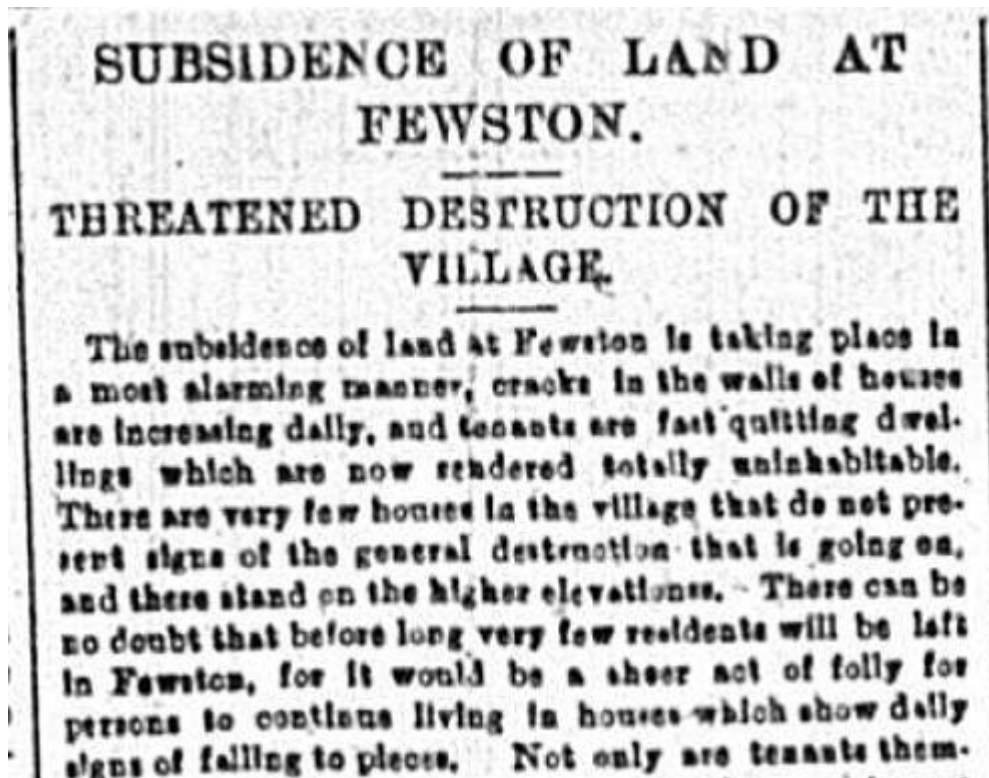 SUBSIDENCE OF LAND AT
FEWSTON.
THREATENED DESTRUCTION OF THE
VILLAGE.
The subsidence of land at Fewston is taking place in
a most alarming manner, cracks in the walls of houses
are increasing daily, and tenants are fast quitting dwel-
lings which are now rendered totally uninhabitable.
There are very few houses in the village that do not pre-
sent signs of the general destruction that is going on,
and these stand on the higher elevations. There can be
no doubt that before long very few residents will be left
in Fewston, for it would be a sheer act of folly for
persons to continue living in houses which show daily
signs of falling to pieces. Not only are tenants them-